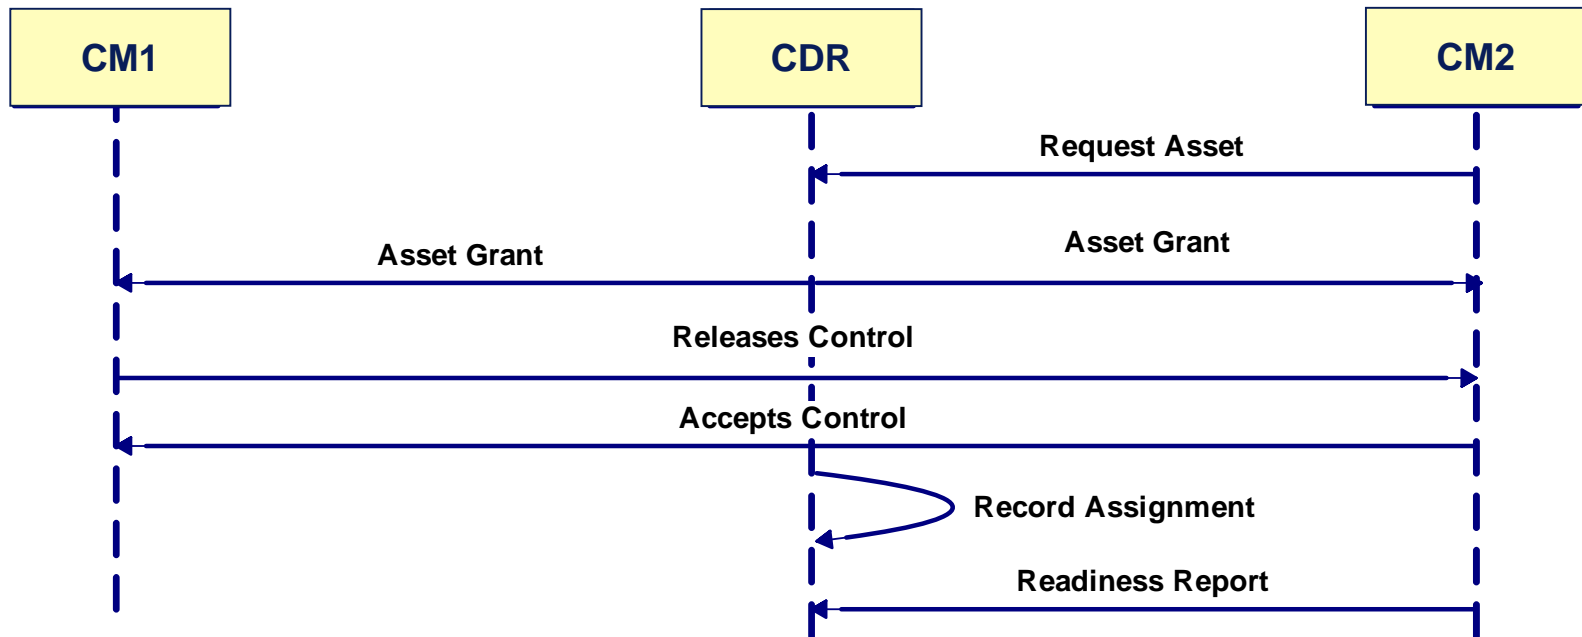 CM1
CDR
CM2
Request Asset
Asset Grant
Asset Grant
Releases Control
Accepts Control
Record Assignment
Readiness Report